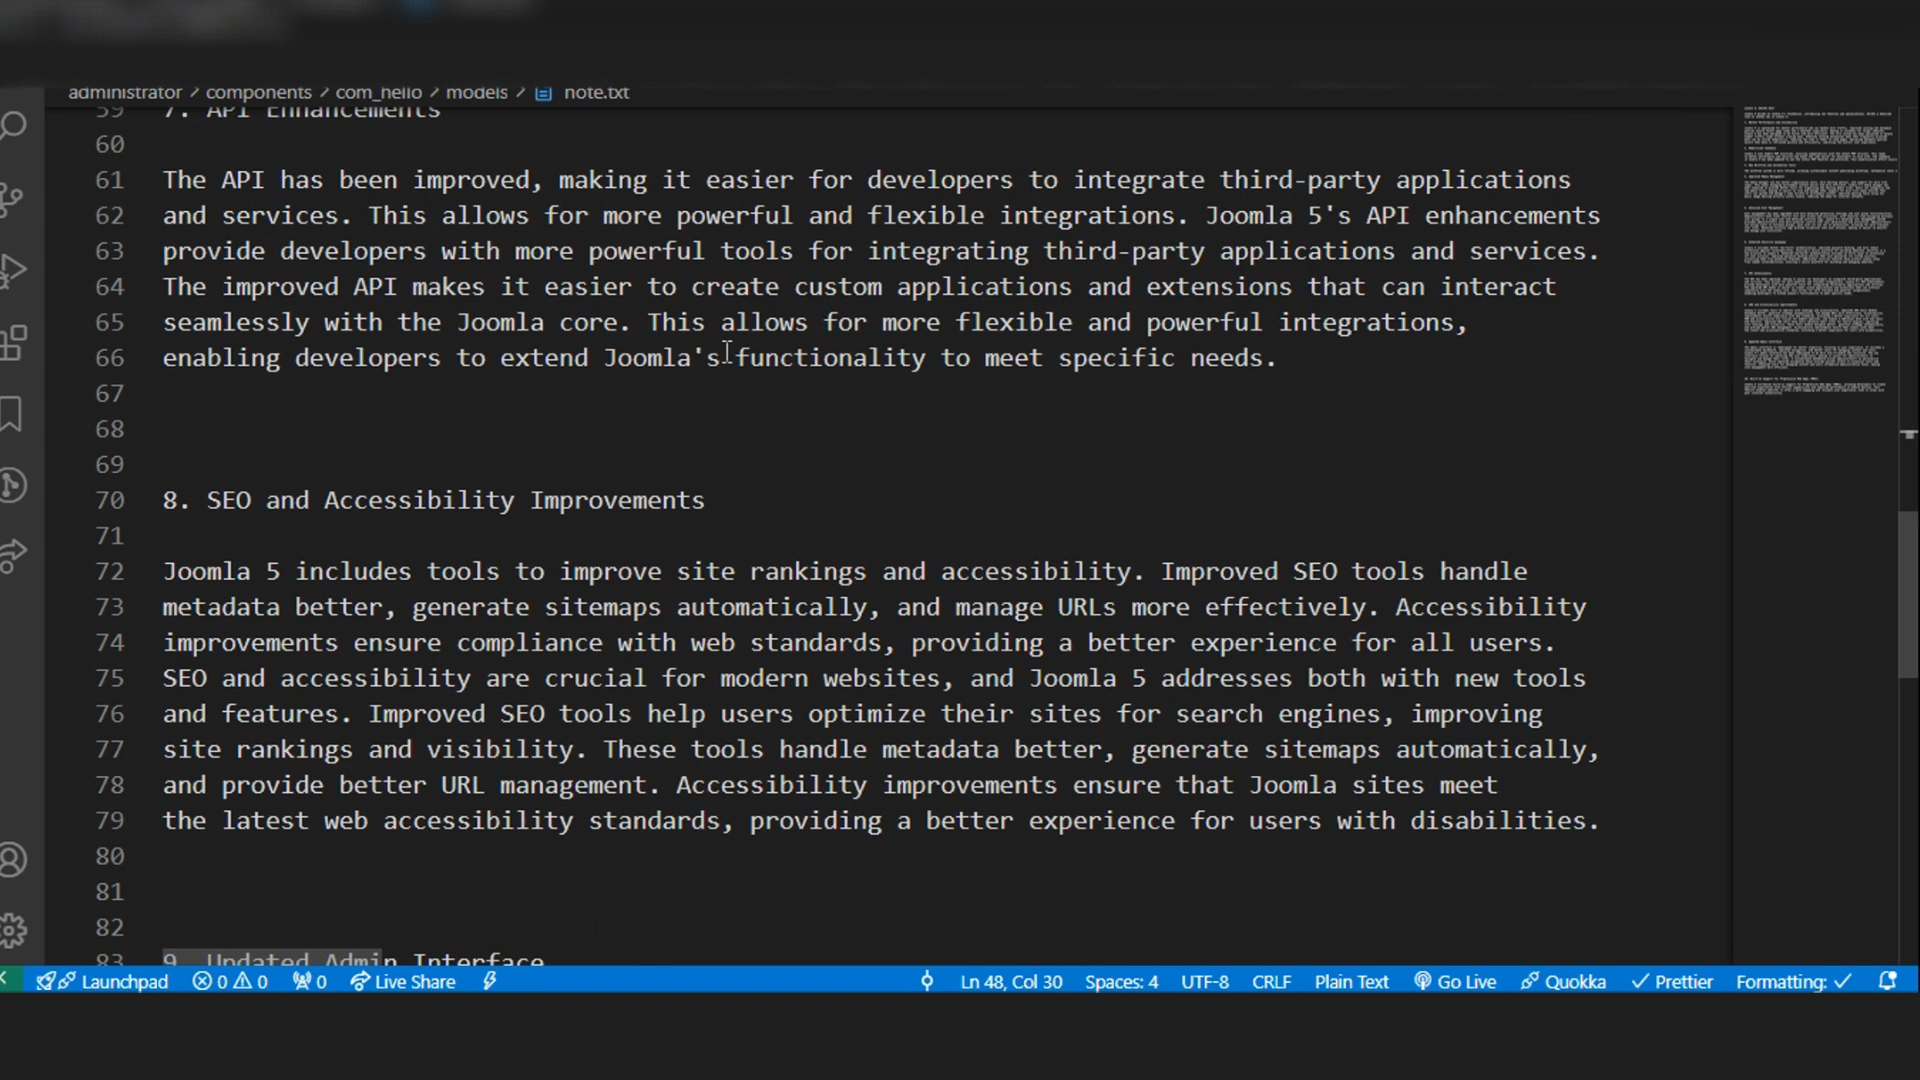 administrator > components > com_hello > models > note.txt
59 7. API Enhancements
60
61 The API has been improved, making it easier for developers to integrate third-party applications
62 and services. This allows for more powerful and flexible integrations. Joomla 5's API enhancements
63 provide developers with more powerful tools for integrating third-party applications and services.
64 The improved API makes it easier to create custom applications and extensions that can interact
65 seamlessly with the Joomla core. This allows for more flexible and powerful integrations,
66 enabling developers to extend Joomla's functionality to meet specific needs.
67
68
69
70 8. SEO and Accessibility Improvements
71
72 Joomla 5 includes tools to improve site rankings and accessibility. Improved SEO tools handle
73 metadata better, generate sitemaps automatically, and manage URLs more effectively. Accessibility
74 improvements ensure compliance with web standards, providing a better experience for all users.
75 SEO and accessibility are crucial for modern websites, and Joomla 5 addresses both with new tools
76 and features. Improved SEO tools help users optimize their sites for search engines, improving
77 site rankings and visibility. These tools handle metadata better, generate sitemaps automatically,
78 and provide better URL management. Accessibility improvements ensure that Joomla sites meet
79 the latest web accessibility standards, providing a better experience for users with disabilities.
80
81
82
83 9. Updated Admin Interface
Launchpad 0 0 0 Live Share Ln 48, Col 30 Spaces: 4 UTF-8 CRLF Plain Text Go Live Quokka Prettier Formatting: